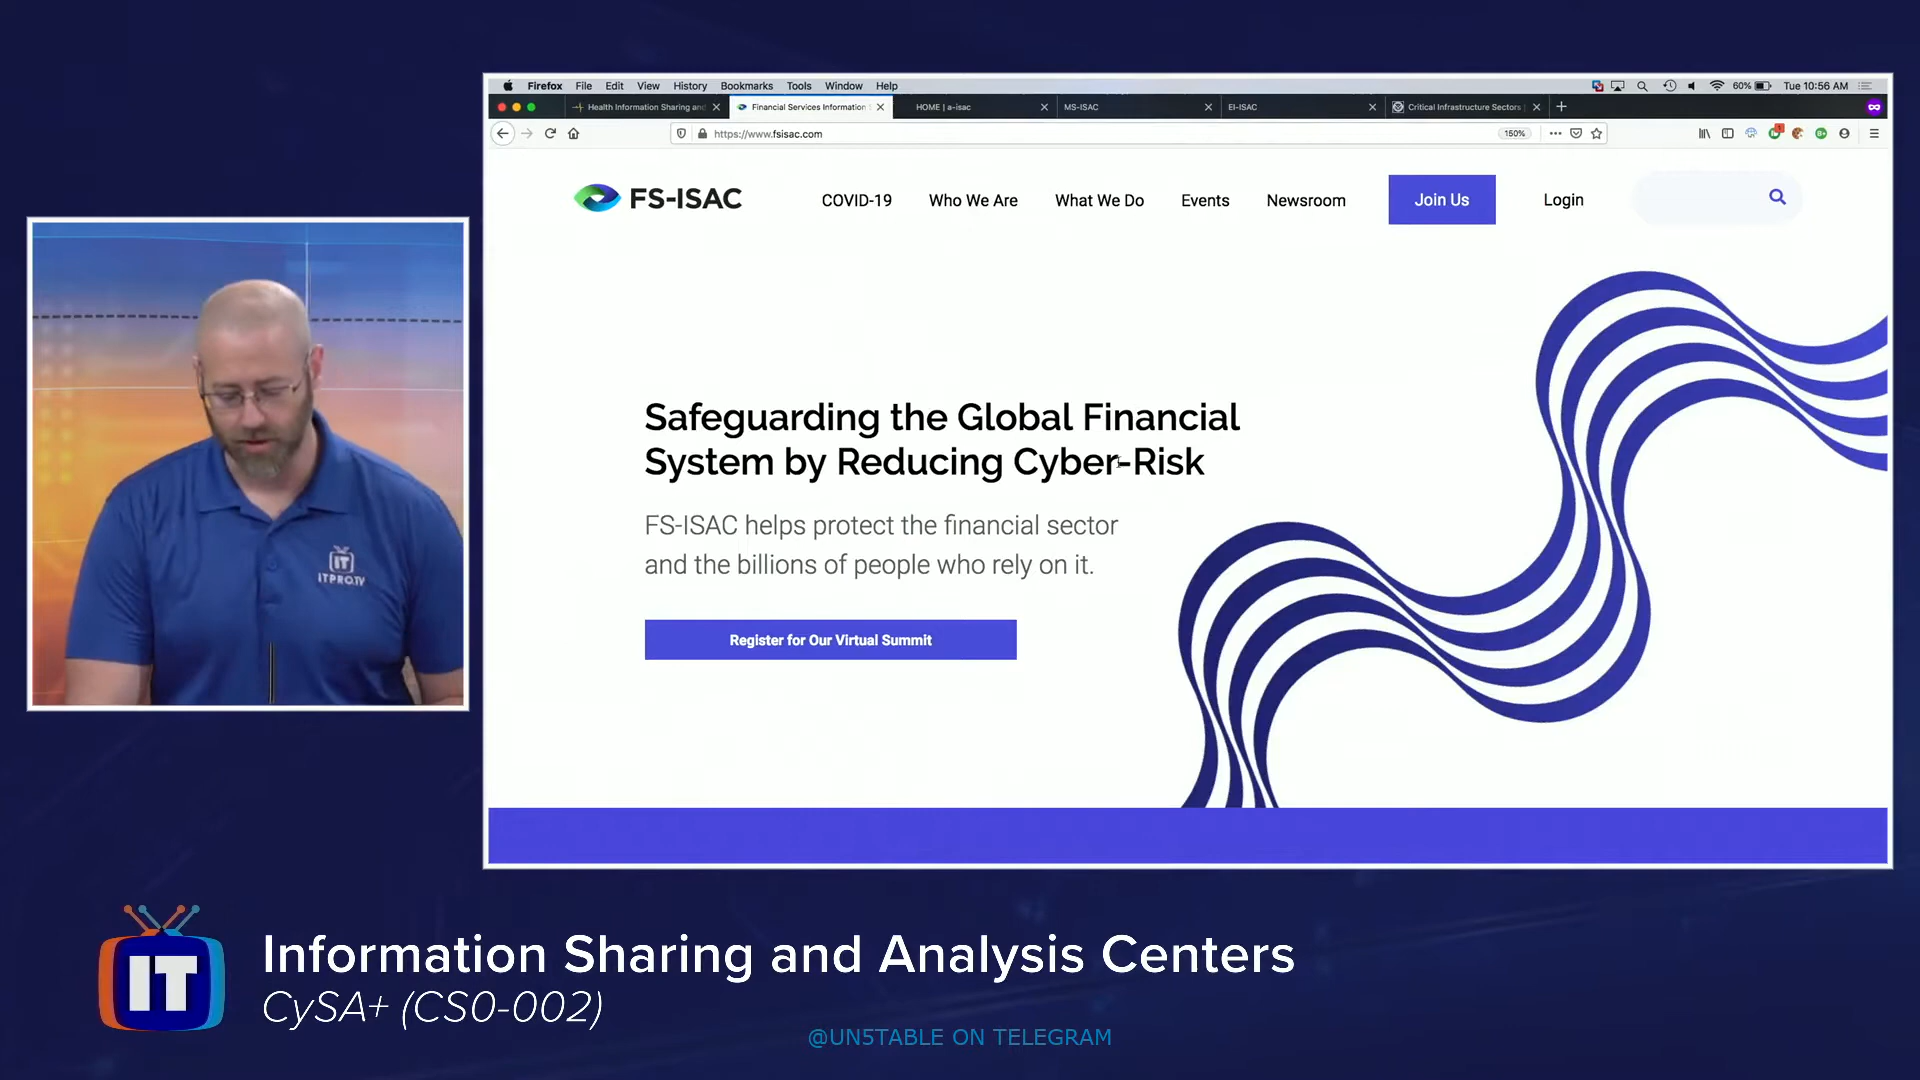 Firefox File Edit View History Bookmarks Tools Window Help
60% Tue 10:56 AM
Health Information Sharing and
Financial Services Information
HOME | a-isac
MS-ISAC
EI-ISAC
Critical Infrastructure Sectors
https://www.fsisac.com
150%
FS-ISAC
COVID-19
Who We Are
What We Do
Events
Newsroom
Join Us
Login
Safeguarding the Global Financial
System by Reducing Cyber-Risk
FS-ISAC helps protect the financial sector
and the billions of people who rely on it.
Register for Our Virtual Summit
IT
ITPRO.TV
IT
Information Sharing and Analysis Centers
CySA+ (CS0-002)
@UN5TABLE ON TELEGRAM